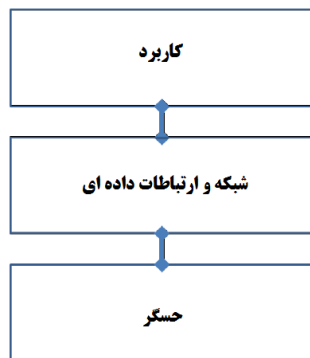 کاربرد
شبکه و ارتباطات داده ای
حسگر